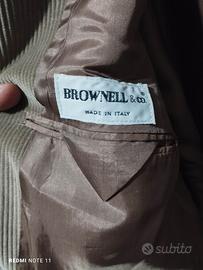 BROWNELL & CO
MADE IN ITALY
REDMI NOTE 11
subito